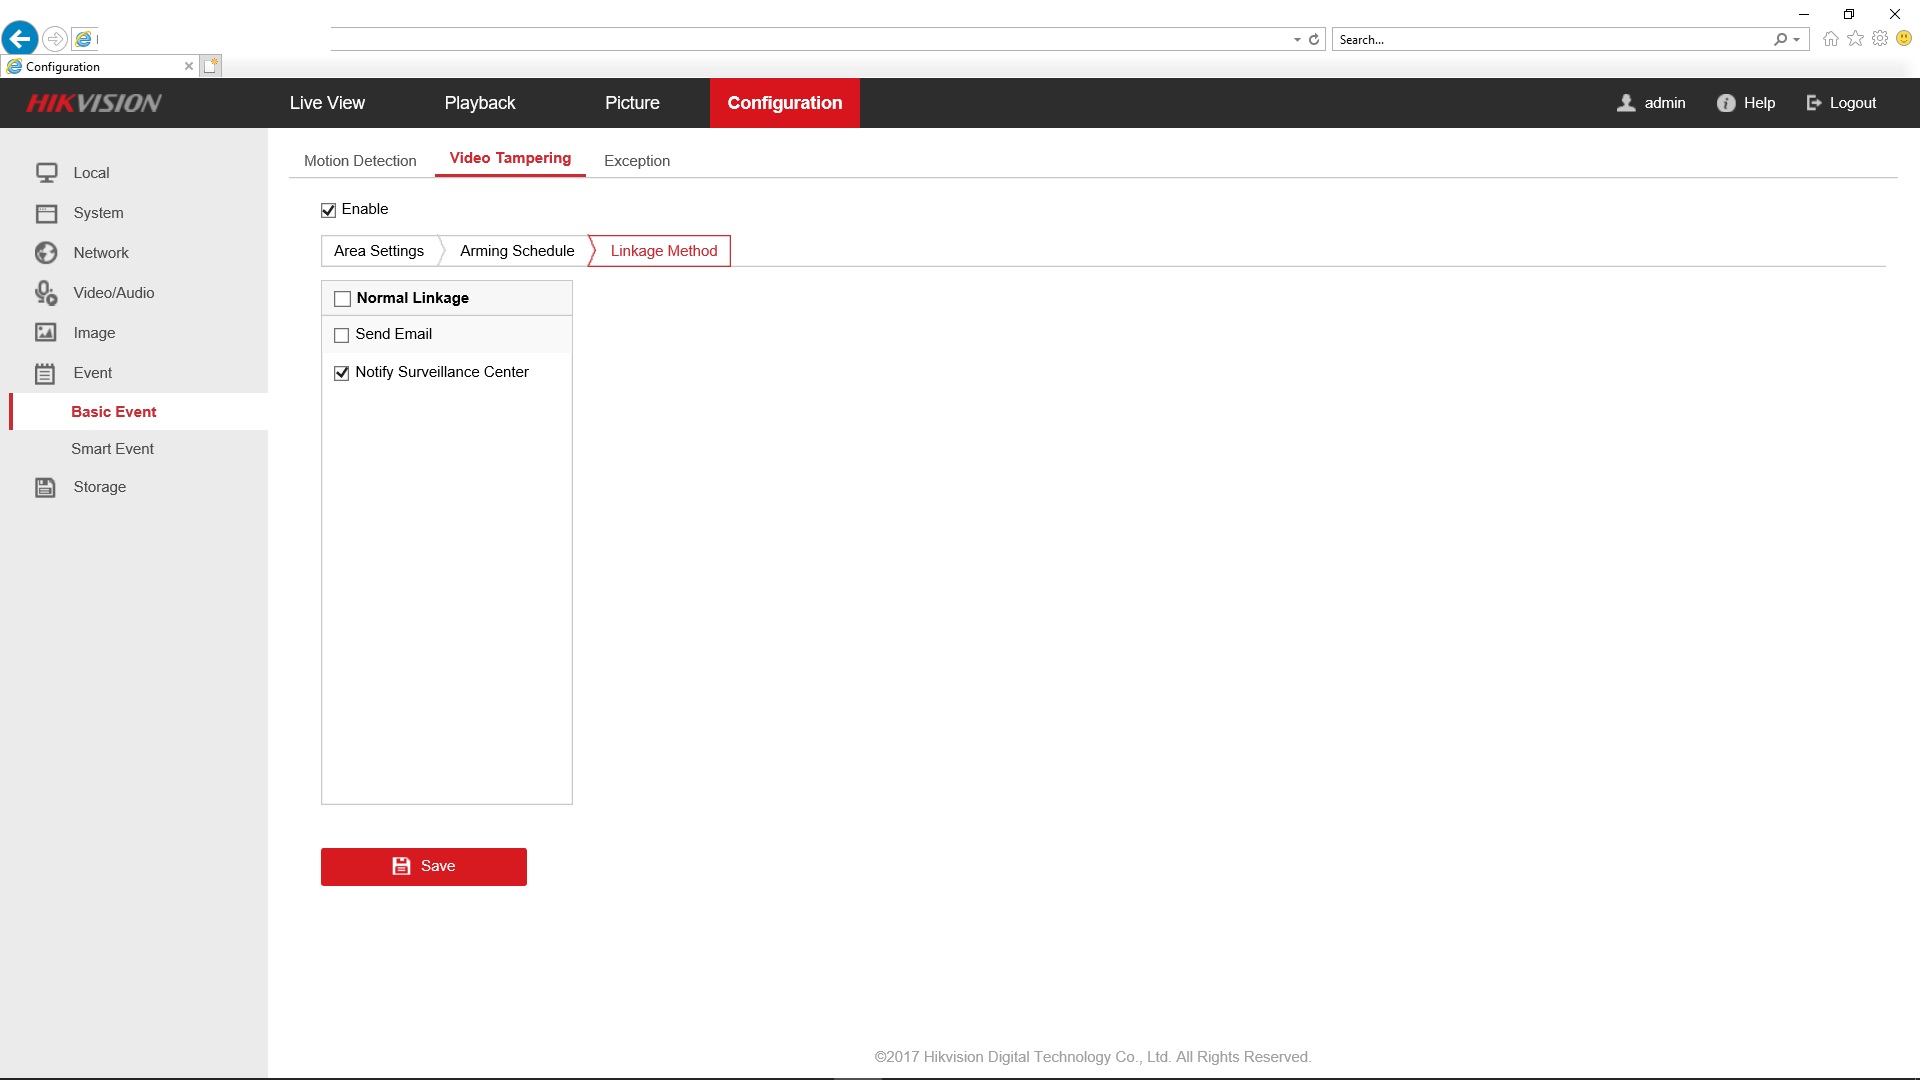 Search...
Configuration
HIKVISION
Live View
Playback
Picture
Configuration
admin
Help
Logout
Local
System
Network
Video/Audio
Image
Event
Basic Event
Smart Event
Storage
Motion Detection
Video Tampering
Exception
Enable
Area Settings
Arming Schedule
Linkage Method
Normal Linkage
Send Email
Notify Surveillance Center
Save
©2017 Hikvision Digital Technology Co., Ltd. All Rights Reserved.